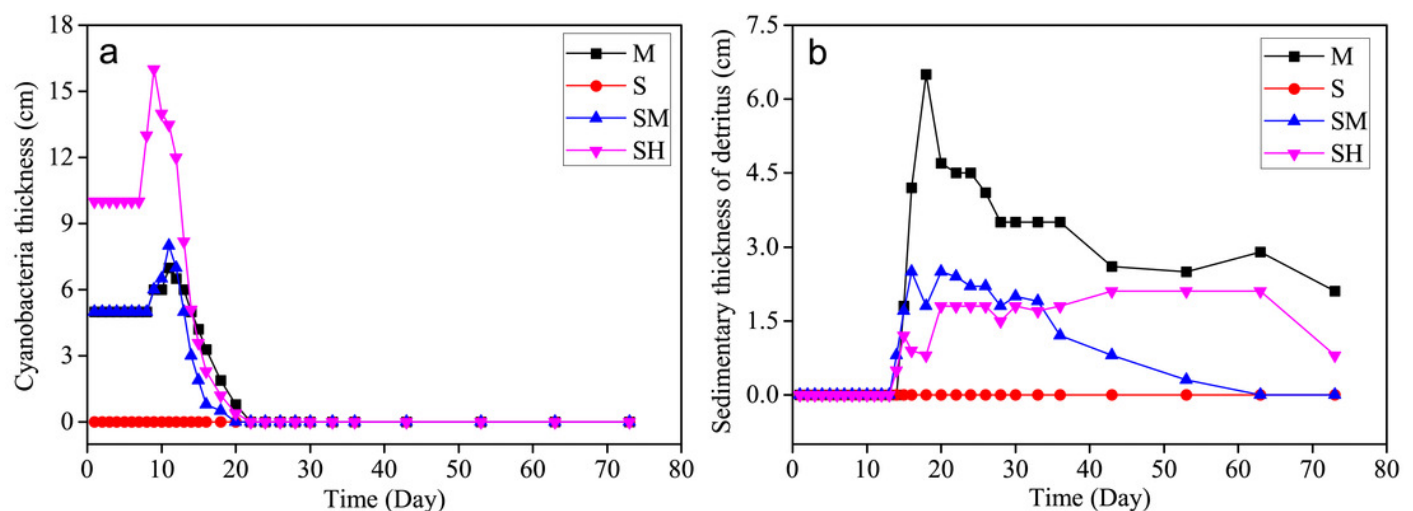 a
18
15
12
9
6
3
0
Cyanobacteria thickness (cm)
M
S
SM
SH
0 10 20 30 40 50 60 70 80
Time (Day)
b
7.5
6.0
4.5
3.0
1.5
0.0
Sedimentary thickness of detritus (cm)
M
S
SM
SH
0 10 20 30 40 50 60 70 80
Time (Day)